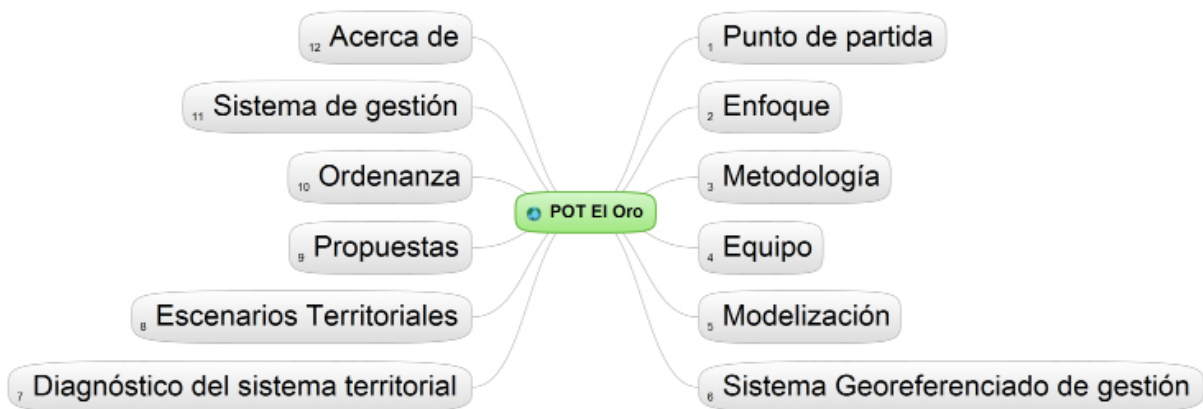 12 Acerca de
1 Punto de partida
11 Sistema de gestión
2 Enfoque
10 Ordenanza
3 Metodología
POT El Oro
9 Propuestas
4 Equipo
8 Escenarios Territoriales
5 Modelización
7 Diagnóstico del sistema territorial
6 Sistema Georeferenciado de gestión